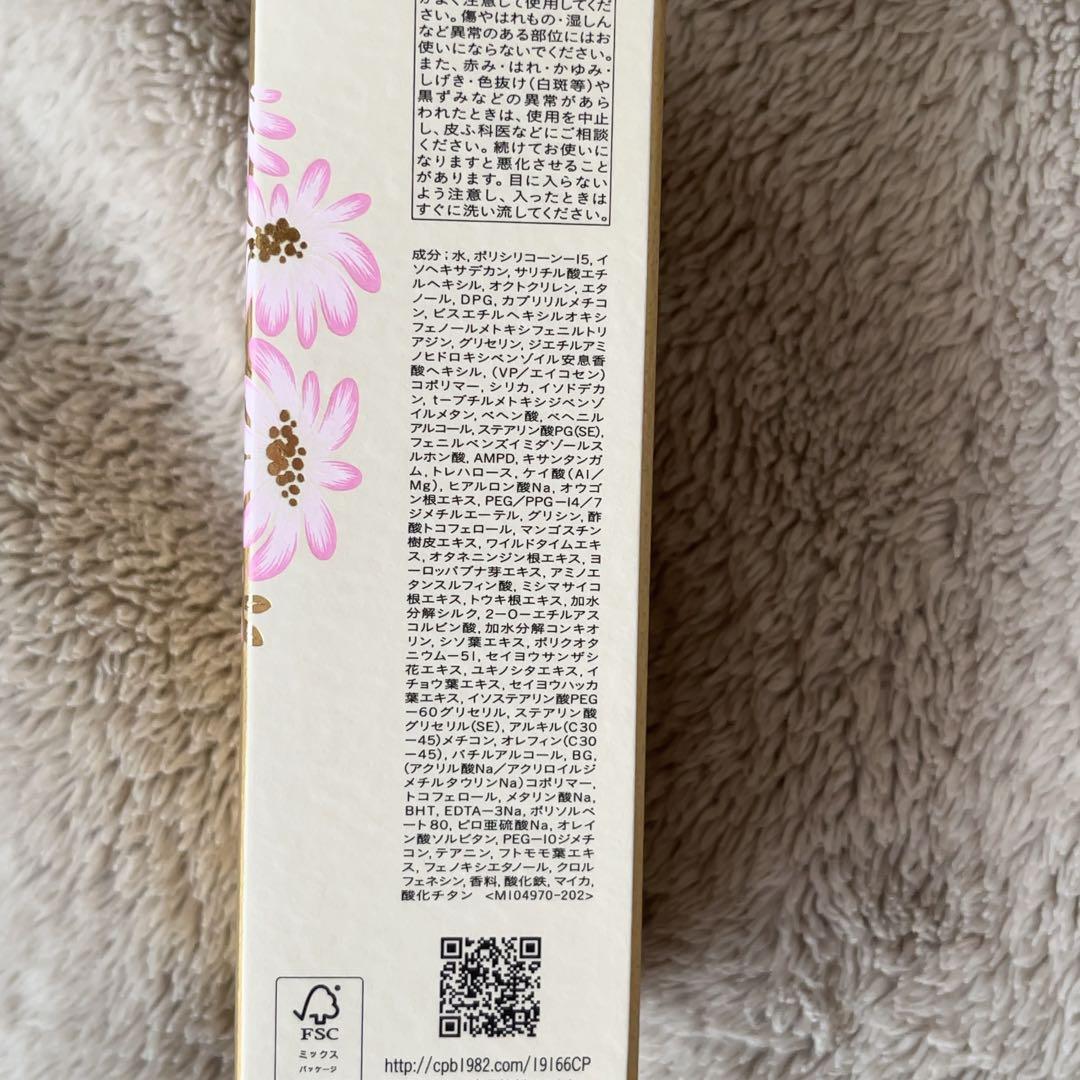 がよく注意して使用してくだ
さい。傷やはれもの・湿しん
など異常のある部位にはお
使いにならないでください。
また、赤み・はれ・かゆみ・
しげき・色抜け(白斑等)や
黒ずみなどの異常があら
われたときは、使用を中止
し、皮ふ科医などにご相談
ください。続けてお使いに
なりますと悪化させること
があります。目に入らない
よう注意し、入ったときは
すぐに洗い流してください。
成分;水, ポリシリコーン−15, イ
ソヘキサデカン, サリチル酸エチ
ルヘキシル, オクトクリレン, エタ
ノール, DPG, カプリリルメチコ
ン, ビスエチルヘキシルオキシ
フェノールメトキシフェニルトリ
アジン, グリセリン, ジエチルアミ
ノヒドロキシベンゾイル安息香
酸ヘキシル, (VP/エイコセン)
コポリマー, シリカ, イソドデカ
ン, t−ブチルメトキシジベンゾ
イルメタン, ベヘン酸, ベヘニル
アルコール, ステアリン酸PG(SE),
フェニルベンズイミダゾールス
ルホン酸, AMPD, キサンタンガ
ム, トレハロース, ケイ酸(Al/
Mg), ヒアルロン酸Na, オウゴ
ン根エキス, PEG/PPG−14/7
ジメチルエーテル, グリシン, 酢
酸トコフェロール, マンゴスチン
樹皮エキス, ワイルドタイムエキ
ス, オタネニンジン根エキス, ヨ
ーロッパブナ芽エキス, アミノエ
タンスルフィン酸, ミシマサイコ
根エキス, トウキ根エキス, 加水
分解シルク, 2−O−エチルアス
コルビン酸, 加水分解コンキオ
リン, シソ葉エキス, ポリクオタ
ニウム−51, セイヨウサンザシ
花エキス, ユキノシタエキス, イ
チョウ葉エキス, セイヨウハッカ
葉エキス, イソステアリン酸PEG
−60グリセリル, ステアリン酸
グリセリル(SE), アルキル(C30
−45)メチコン, オレフィン(C30
−45), バチルアルコール, BG,
(アクリル酸Na/アクリロイルジ
メチルタウリンNa)コポリマー,
トコフェロール, メタリン酸Na,
BHT, EDTA−3Na, ポリソルベ
ート80, ピロ亜硫酸Na, オレイ
ン酸ソルビタン, PEG−10ジメチ
コン, テアニン, フトモモ葉エキ
ス, フェノキシエタノール, クロル
フェネシン, 香料, 酸化鉄, マイカ,
酸化チタン <M104970-202>
FSC
ミックス
パッケージ
http://cpb1982.com/19166CP